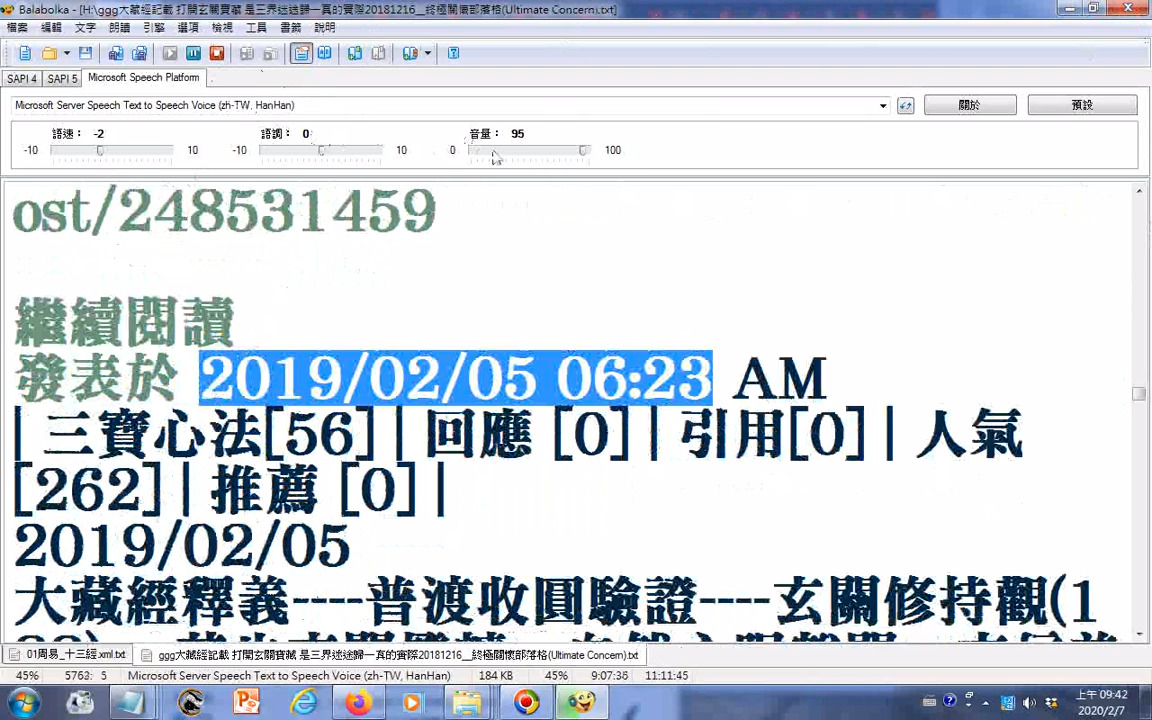 Balabolka - [H:\ggg大藏經記載 打開玄關寶藏 是三界迷途歸一真的實際20181216__終極關懷部落格(Ultimate Concern).txt]
檔案 編輯 文字 朗讀 引擎 選項 檢視 工具 書籤 說明
SAPI 4 SAPI 5 Microsoft Speech Platform
Microsoft Server Speech Text to Speech Voice (zh-TW, HanHan) 關於 預設
語速： -2 語調： 0 音量： 95
-10 10 -10 10 0 100
ost/248531459
繼續閱讀
發表於 2019/02/05 06:23 AM
| 三寶心法[56] | 回應 [0] | 引用[0] | 人氣
[262] | 推薦 [0] |
2019/02/05
大藏經釋義----普渡收圓驗證----玄關修持觀(1
01周易_十三經.xml.txt ggg大藏經記載 打開玄關寶藏 是三界迷途歸一真的實際20181216__終極關懷部落格(Ultimate Concern).txt
45% 5762: 5 Microsoft Server Speech Text to Speech Voice (zh-TW, HanHan) 184 KB 45% 9:07:36 11:11:45
上午 09:42
2020/2/7